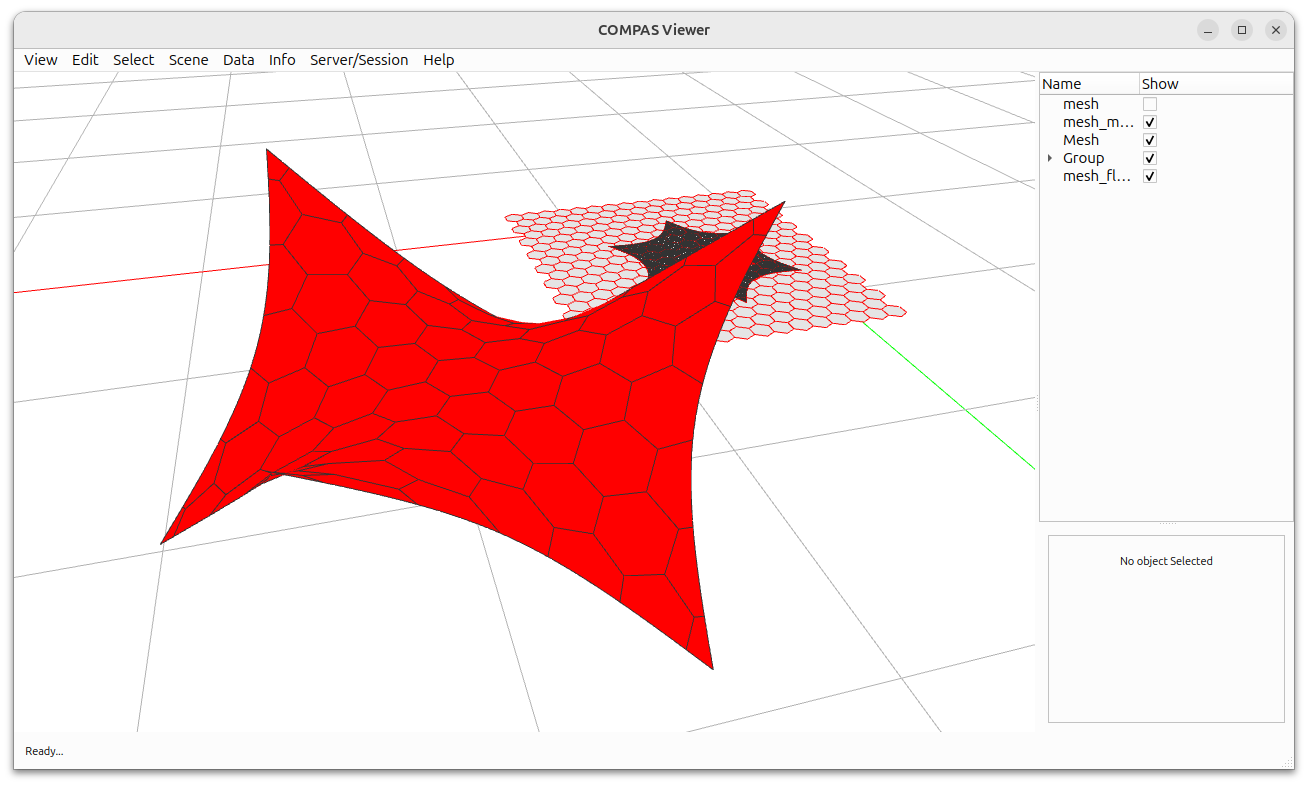 COMPAS Viewer
View Edit Select Scene Data Info Server/Session Help
Name Show
mesh
mesh_m...
Mesh
Group
mesh_fl...
No object Selected
Ready...